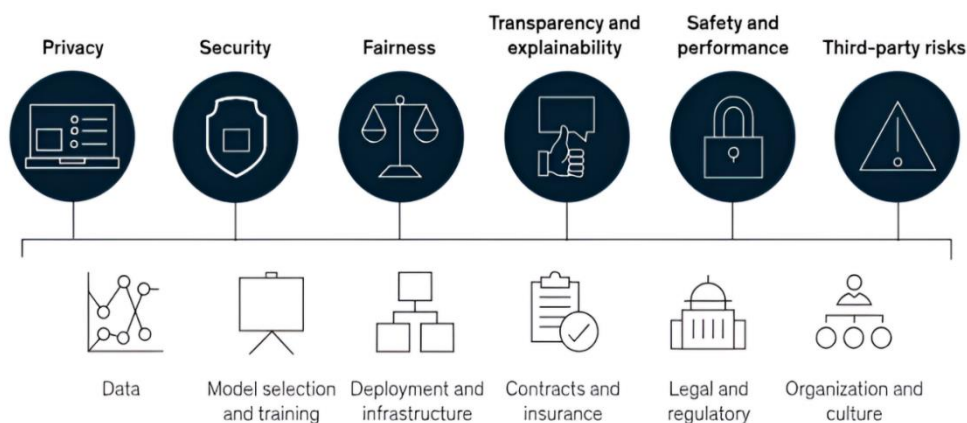 Privacy
Security
Fairness
Transparency and
explainability
Safety and
performance
Third-party risks
Data
Model selection
and training
Deployment and
infrastructure
Contracts and
insurance
Legal and
regulatory
Organization and
culture